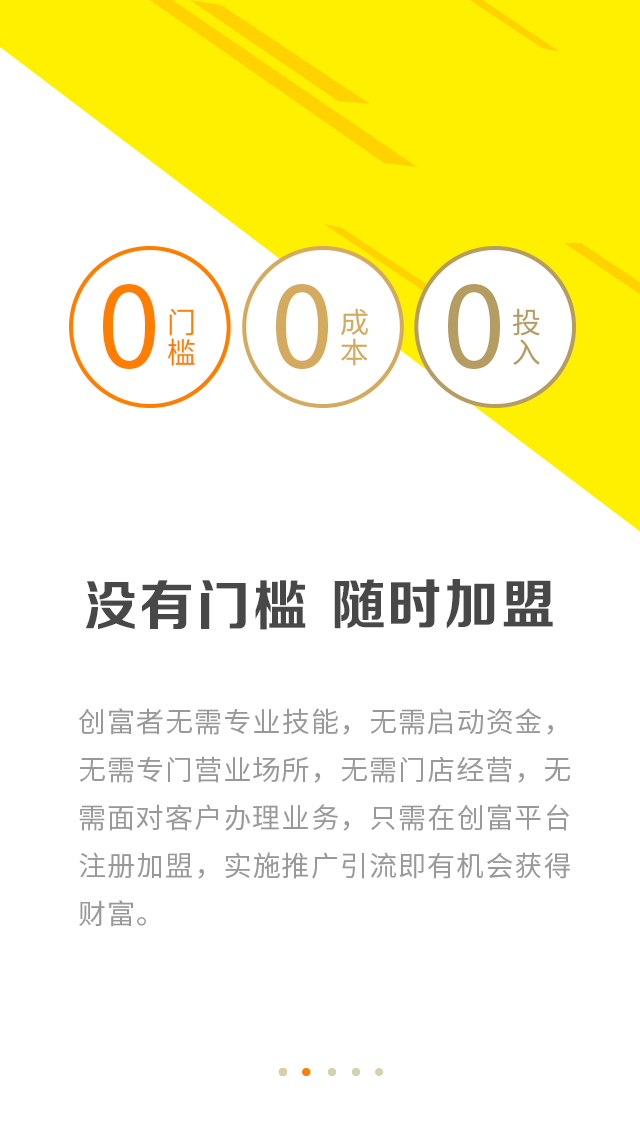 0门槛 0成本 0投入
没有门槛 随时加盟
创富者无需专业技能，无需启动资金，
无需专门营业场所，无需门店经营，无
需面对客户办理业务，只需在创富平台
注册加盟，实施推广引流即有机会获得
财富。